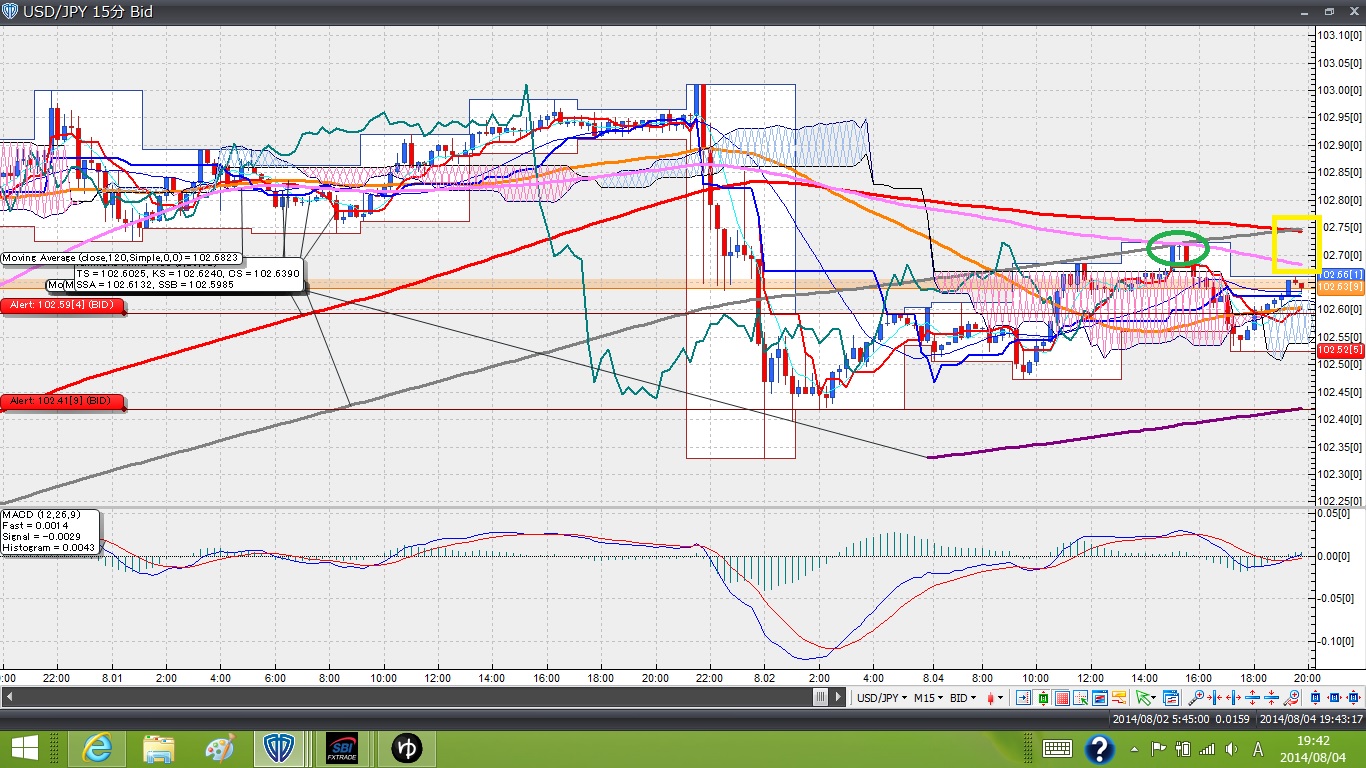 USD/JPY 15分 Bid
103.10[0]
103.05[0]
103.00[0]
102.95[0]
102.90[0]
102.85[0]
102.80[0]
102.75[0]
102.70[0]
102.66[1]
102.63[9]
102.60[0]
102.55[0]
102.52[5]
102.50[0]
102.45[0]
102.40[0]
102.35[0]
102.30[0]
102.25[0]
Moving Average (close,120,Simple,0,0) = 102.6823
TS = 102.6025, KS = 102.6240, CS = 102.6390
SSA = 102.6132, SSB = 102.5985
Alert: 102.59[4] (BID)
Alert: 102.41[9] (BID)
MACD (12,26,9)
Fast = 0.0014
Signal = -0.0029
Histogram = 0.0043
0.05[0]
0.00[0]
-0.05[0]
-0.10[0]
22:00 8.01 2:00 4:00 6:00 8:00 10:00 12:00 14:00 16:00 18:00 20:00 22:00 8.02 2:00 4:00 8.04 8:00 10:00 12:00 14:00 16:00 18:00 20:00
USD/JPY M15 BID
2014/08/02 5:45:00 0.0159 2014/08/04 19:43:17
SBI
FXTRADE
ゆ
?
A
19:42
2014/08/04